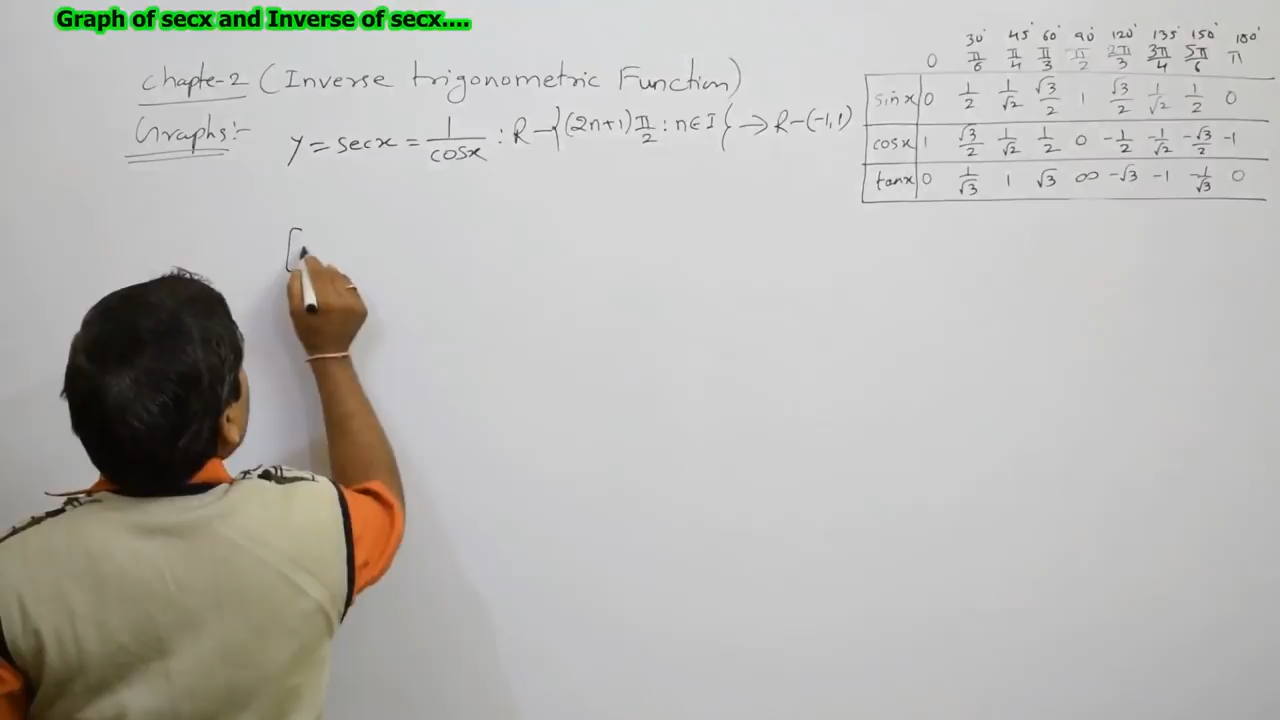 Graph of secx and Inverse of secx....
Chapte-2 (Inverse trigonometric Function)
Graphs:-
y = secx = 1/cosx : R - {(2n+1)π/2 : n∈I} → R-(-1,1)
30° 45° 60° 90° 120° 135° 150° 180°
0 π/6 π/4 π/3 π/2 2π/3 3π/4 5π/6 π
sinx 0 1/2 1/√2 √3/2 1 √3/2 1/√2 1/2 0
cosx 1 √3/2 1/√2 1/2 0 -1/2 -1/√2 -√3/2 -1
tanx 0 1/√3 1 √3 ∞ -√3 -1 -1/√3 0
[